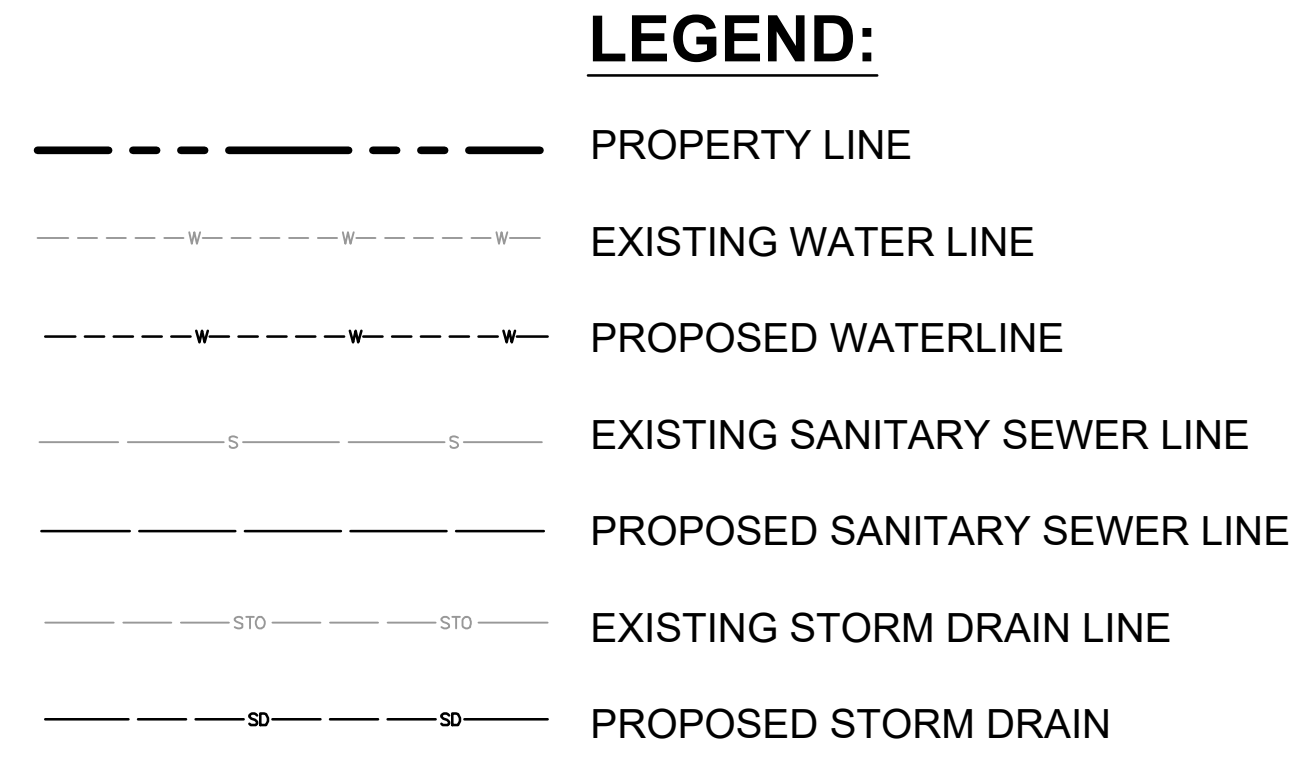 LEGEND:
PROPERTY LINE
W W W EXISTING WATER LINE
W W W PROPOSED WATERLINE
S S EXISTING SANITARY SEWER LINE
PROPOSED SANITARY SEWER LINE
STO STO EXISTING STORM DRAIN LINE
SD SD PROPOSED STORM DRAIN